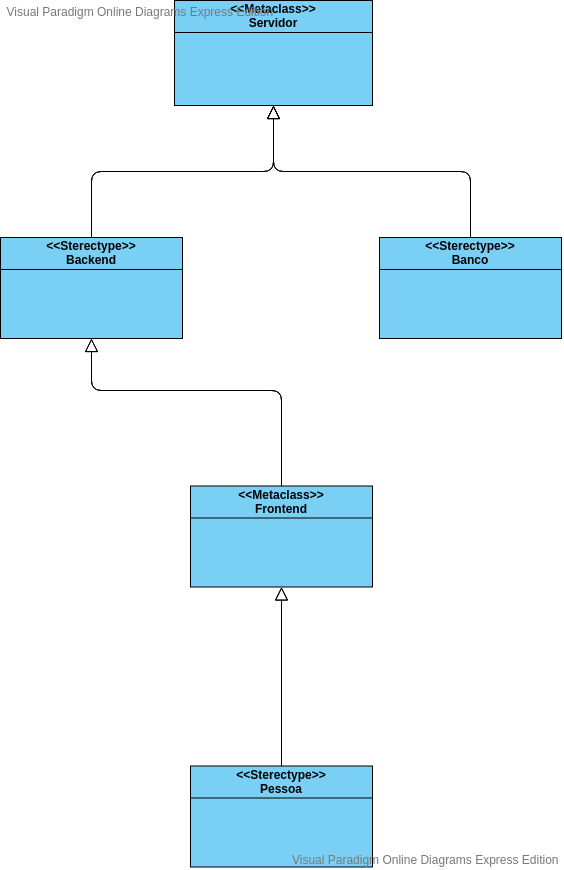 Visual Paradigm Online Diagrams Express Edition
<<Metaclass>>
Servidor
<<Sterectype>>
Backend
<<Sterectype>>
Banco
<<Metaclass>>
Frontend
<<Sterectype>>
Pessoa
Visual Paradigm Online Diagrams Express Edition